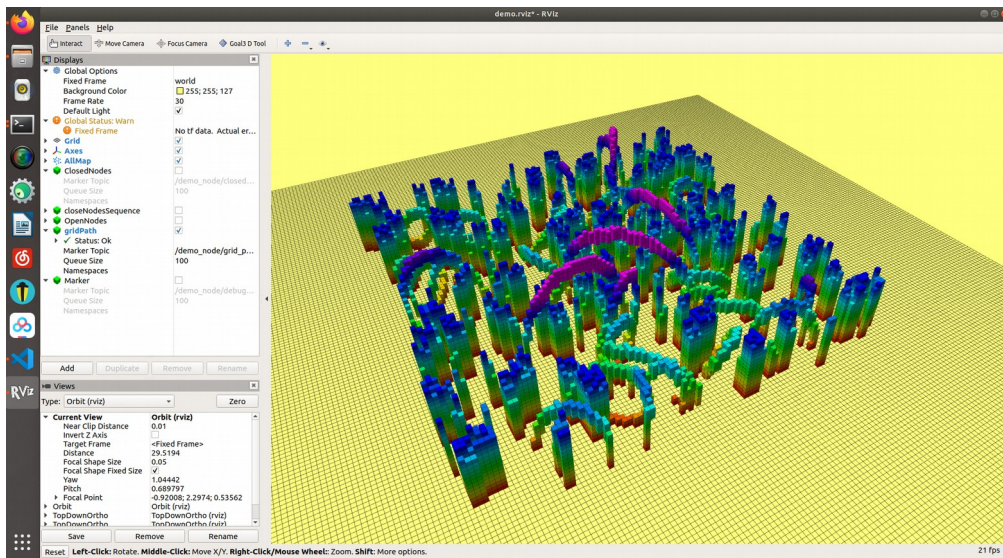 demo.rviz* - RViz
File Panels Help
Interact Move Camera Focus Camera Goal3 D Tool
Displays
Global Options
Fixed Frame world
Background Color 255; 255; 127
Frame Rate 30
Default Light
Global Status: Warn
Fixed Frame No tf data. Actual er...
Grid
Axes
AllMap
ClosedNodes
Marker Topic /demo_node/closed...
Queue Size 100
Namespaces
closeNodesSequence
OpenNodes
gridPath
Status: Ok
Marker Topic /demo_node/grid_p...
Queue Size 100
Namespaces
Marker
Marker Topic /demo_node/debug...
Queue Size 100
Namespaces
Add Duplicate Remove Rename
Views
Type: Orbit (rviz) Zero
Current View Orbit (rviz)
Near Clip Distance 0.01
Invert Z Axis
Target Frame <Fixed Frame>
Distance 29.5194
Focal Shape Size 0.05
Focal Shape Fixed Size
Yaw 1.04442
Pitch 0.689797
Focal Point -0.92008; 2.2974; 0.53562
Orbit Orbit (rviz)
TopDownOrtho TopDownOrtho (rviz)
TopDownOrtho TopDownOrtho (rviz)
Save Remove Rename
RViz
Reset Left-Click: Rotate. Middle-Click: Move X/Y. Right-Click/Mouse Wheel:: Zoom. Shift: More options. 21 fps